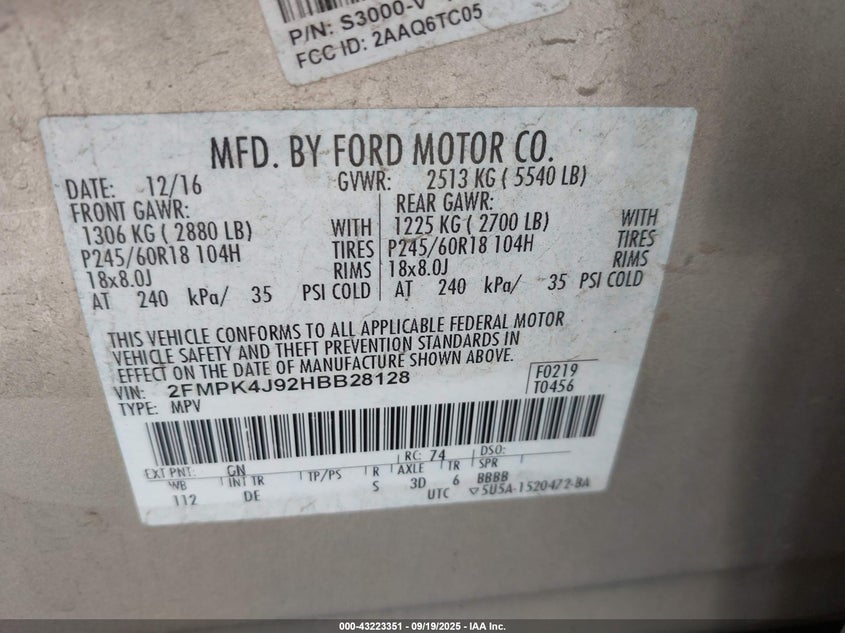 P/N: S3000-V
FCC ID: 2AAQ6TC05
MFD. BY FORD MOTOR CO.
DATE: 12/16 GVWR: 2513 KG ( 5540 LB)
FRONT GAWR: REAR GAWR:
1306 KG ( 2880 LB) WITH 1225 KG ( 2700 LB) WITH
P245/60R18 104H TIRES P245/60R18 104H TIRES
18x8.0J RIMS 18x8.0J RIMS
AT 240 kPa/ 35 PSI COLD AT 240 kPa/ 35 PSI COLD
THIS VEHICLE CONFORMS TO ALL APPLICABLE FEDERAL MOTOR
VEHICLE SAFETY AND THEFT PREVENTION STANDARDS IN
EFFECT ON THE DATE OF MANUFACTURE SHOWN ABOVE.
VIN: 2FMPK4J92HBB28128 F0219
TYPE: MPV T0456
EXT PNT: GN RC: 74 DSO:
WB INT TR TP/PS R AXLE TR SPR
112 DE S 3D 6 BBBB
UTC ▽5U5A-1520472-BA
000-43223351 - 09/19/2025 - IAA Inc.